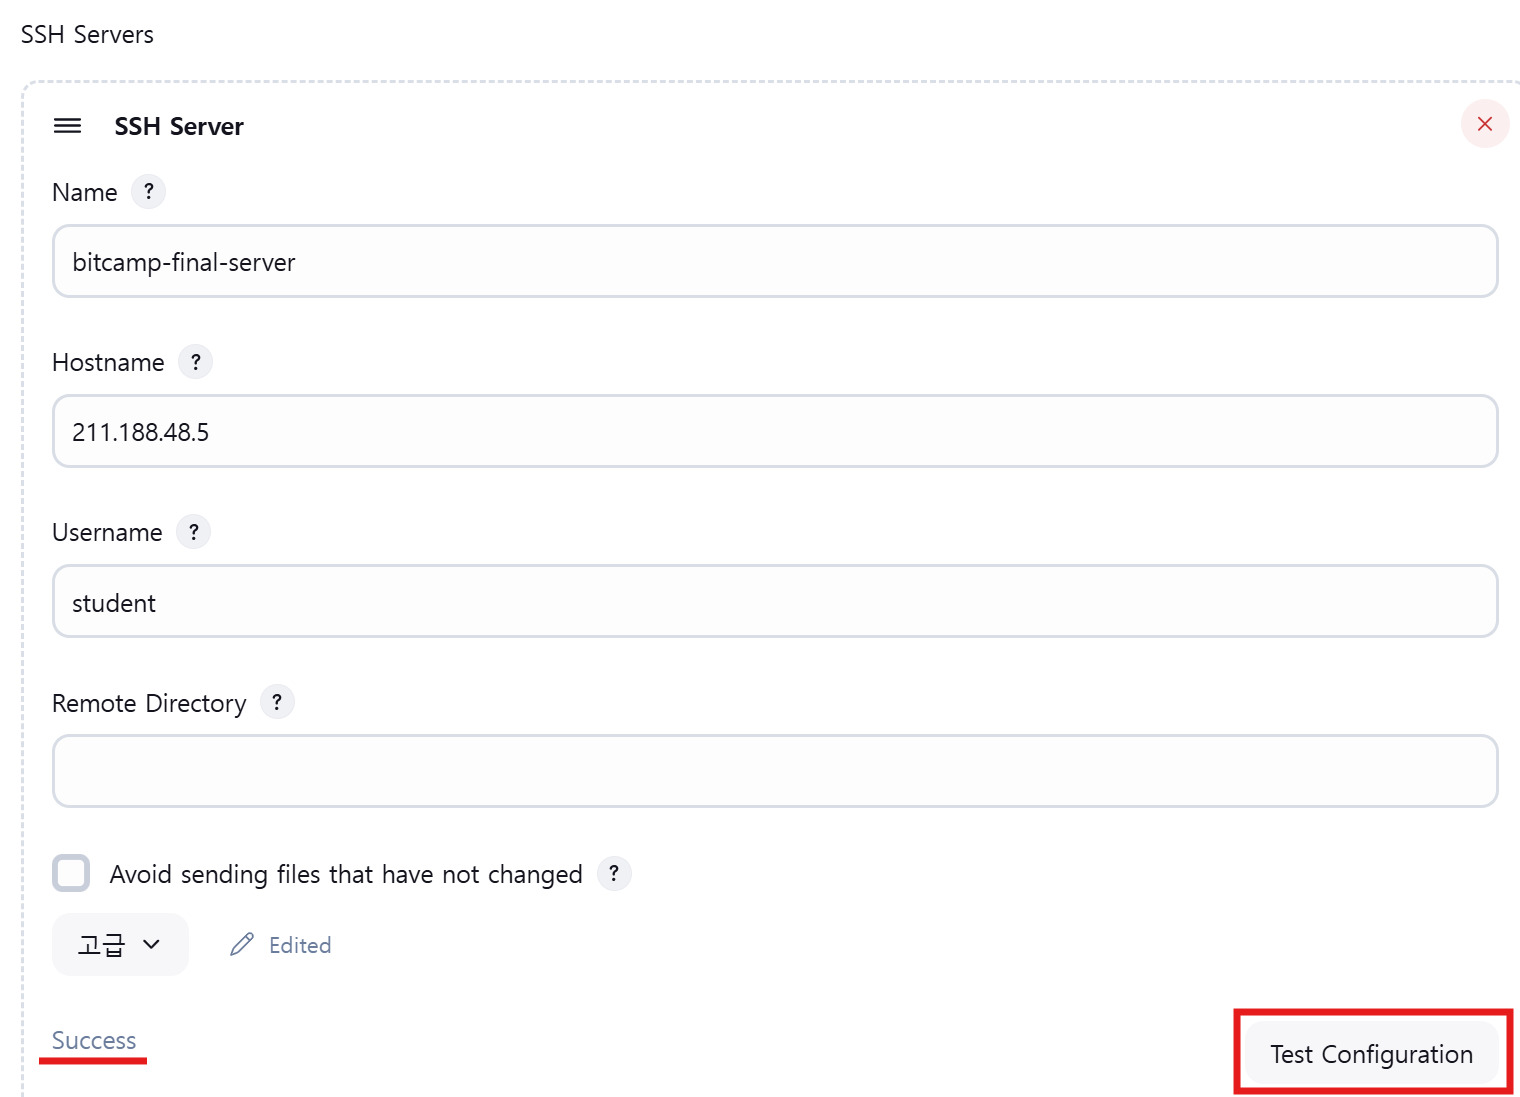 SSH Servers
SSH Server
Name ?
bitcamp-final-server
Hostname ?
211.188.48.5
Username ?
student
Remote Directory ?
Avoid sending files that have not changed ?
고급 Edited
Success
Test Configuration